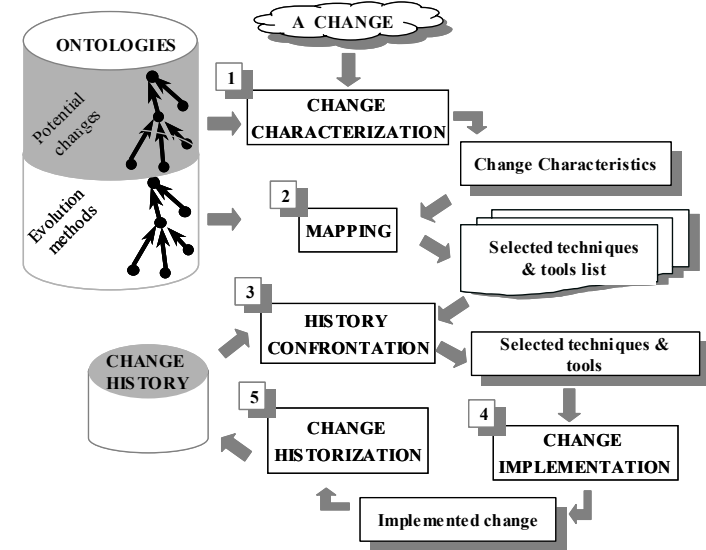 A CHANGE
ONTOLOGIES
Potential
changes
Evolution
methods
1
CHANGE
CHARACTERIZATION
Change Characteristics
2
MAPPING
Selected techniques
& tools list
3
HISTORY
CONFRONTATION
Selected techniques &
tools
CHANGE
HISTORY
4
CHANGE
IMPLEMENTATION
5
CHANGE
HISTORIZATION
Implemented change